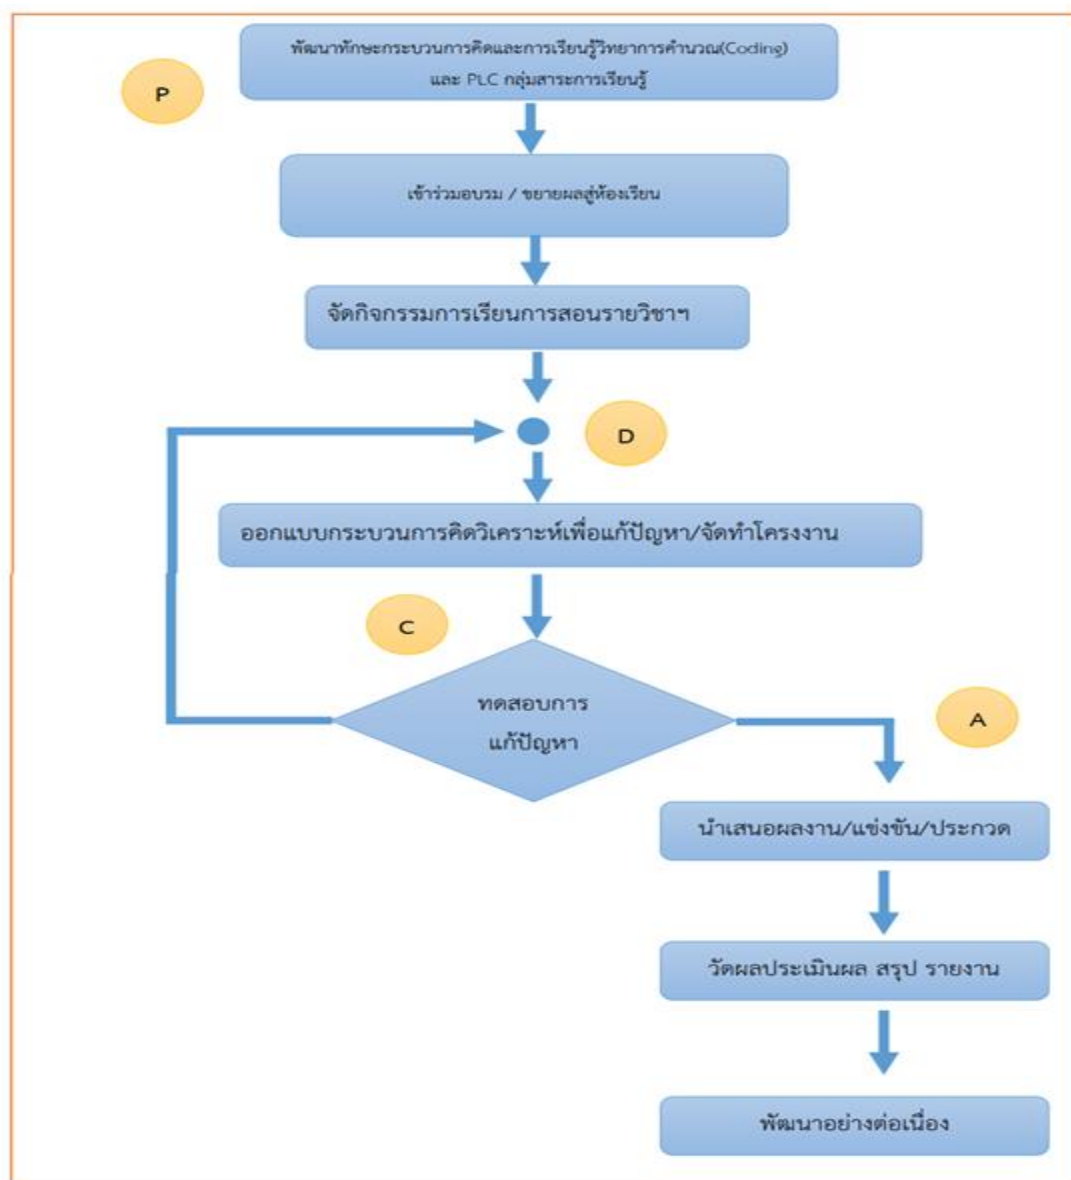 พัฒนาทักษะกระบวนการคิดและการเรียนรู้วิทยาการคำนวณ(Coding)
และ PLC กลุ่มสาระการเรียนรู้
P
เข้าร่วมอบรม / ขยายผลสู่ห้องเรียน
จัดกิจกรรมการเรียนการสอนรายวิชาฯ
D
ออกแบบกระบวนการคิดวิเคราะห์เพื่อแก้ปัญหา/จัดทำโครงงาน
C
ทดสอบการ
แก้ปัญหา
A
นำเสนอผลงาน/แข่งขัน/ประกวด
วัดผลประเมินผล สรุป รายงาน
พัฒนาอย่างต่อเนื่อง